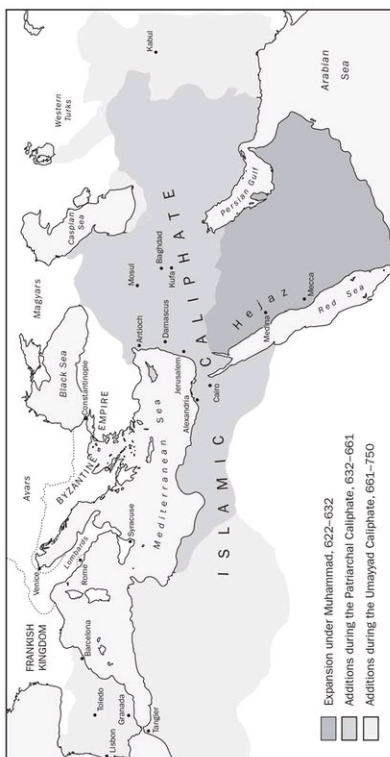 FRANKISH
KINGDOM
Venice
Lombards
Avars
Magyars
Western
Turks
Black Sea
Caspian
Sea
Constantinople
BYZANTINE
EMPIRE
Rome
Barcelona
Toledo
Lisbon
Granada
Tangier
Syracuse
Mediterranean Sea
Antioch
Mosul
Baghdad
Kufa
Damascus
Jerusalem
Alexandria
Cairo
Kabul
ISLAMIC CALIPHATE
Persian Gulf
Hejaz
Medina
Mecca
Red Sea
Arabian
Sea
Expansion under Muhammad, 622–632
Additions during the Patriarchal Caliphate, 632–661
Additions during the Umayyad Caliphate, 661–750